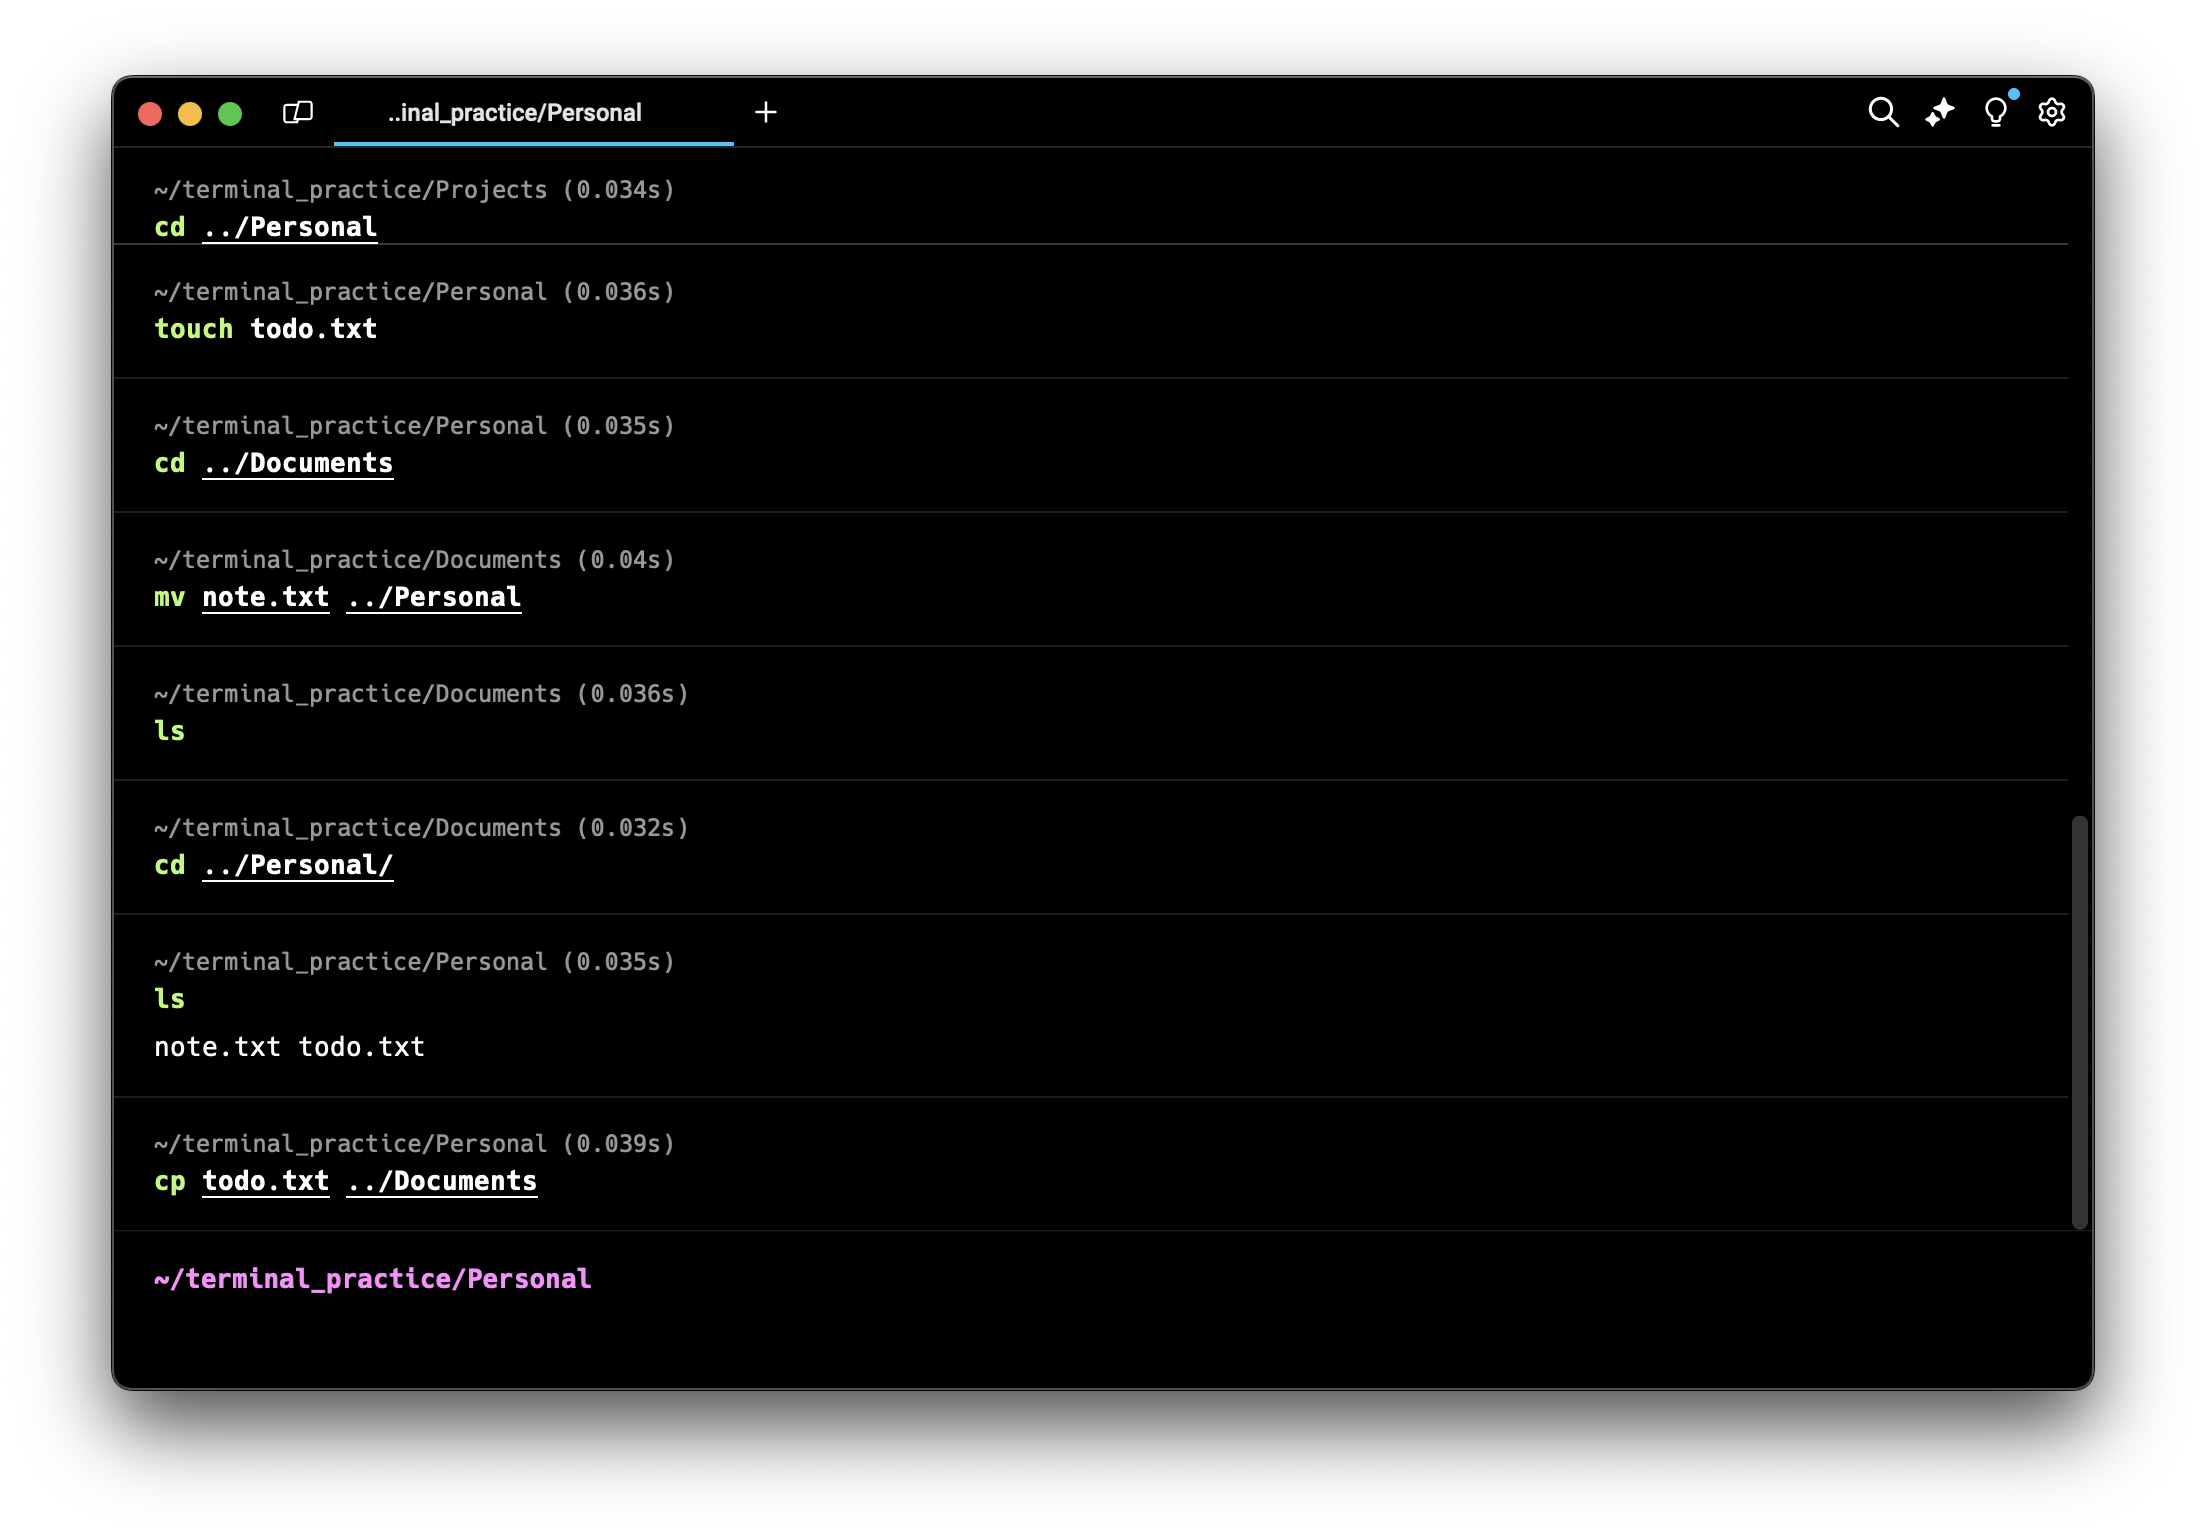 ..inal_practice/Personal
~/terminal_practice/Projects (0.034s)
cd ../Personal
~/terminal_practice/Personal (0.036s)
touch todo.txt
~/terminal_practice/Personal (0.035s)
cd ../Documents
~/terminal_practice/Documents (0.04s)
mv note.txt ../Personal
~/terminal_practice/Documents (0.036s)
ls
~/terminal_practice/Documents (0.032s)
cd ../Personal/
~/terminal_practice/Personal (0.035s)
ls
note.txt todo.txt
~/terminal_practice/Personal (0.039s)
cp todo.txt ../Documents
~/terminal_practice/Personal